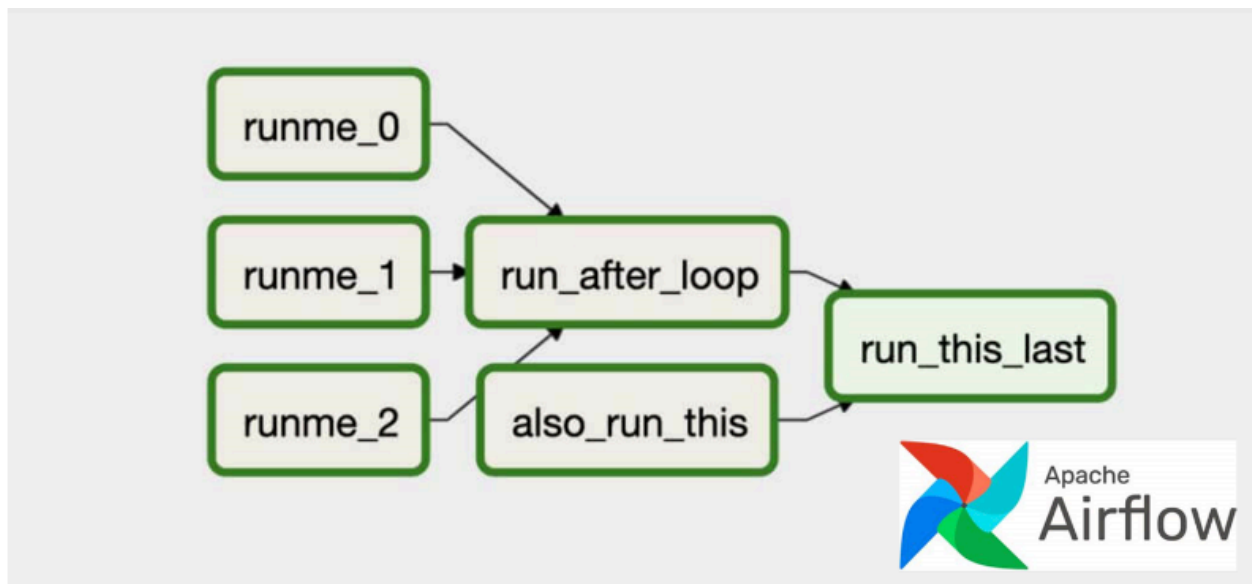 runme_0
runme_1
run_after_loop
run_this_last
runme_2
also_run_this
Apache
Airflow